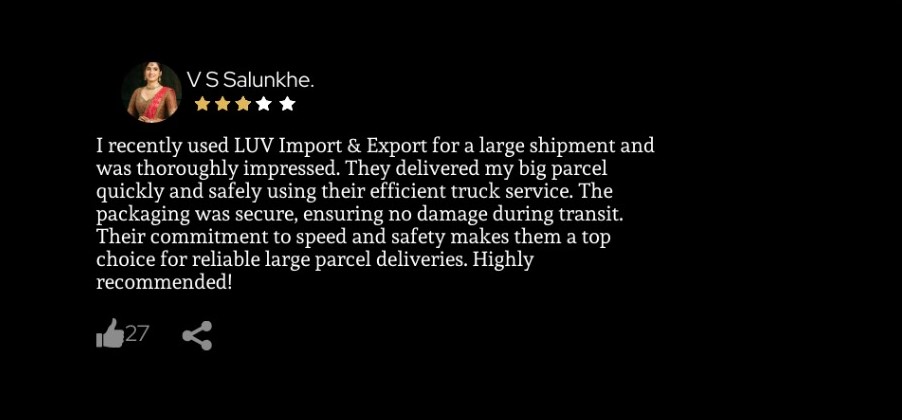 V S Salunkhe.
I recently used LUV Import & Export for a large shipment and
was thoroughly impressed. They delivered my big parcel
quickly and safely using their efficient truck service. The
packaging was secure, ensuring no damage during transit.
Their commitment to speed and safety makes them a top
choice for reliable large parcel deliveries. Highly
recommended!
27